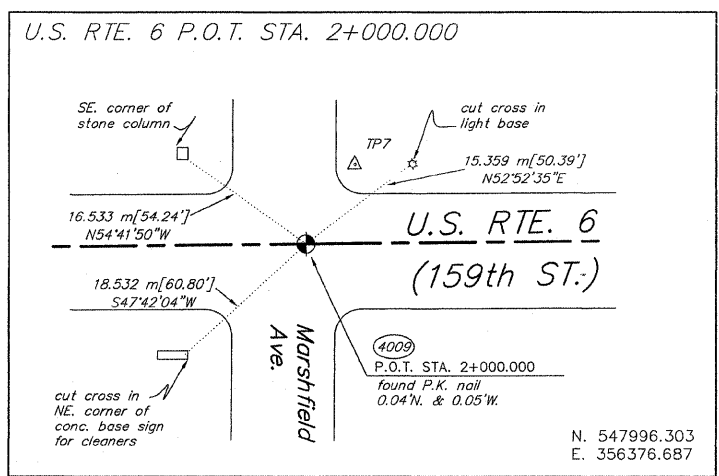 U.S. RTE. 6 P.O.T. STA. 2+000.000
SE. corner of
stone column
cut cross in
light base
TP7
15.359 m[50.39']
N52°52'35"E
16.533 m[54.24']
N54°41'50"W
U.S. RTE. 6
(159th ST.)
18.532 m[60.80']
S47°42'04"W
Marshfield
Ave.
4009
P.O.T. STA. 2+000.000
found P.K. nail
0.04'N. & 0.05'W.
cut cross in
NE. corner of
conc. base sign
for cleaners
N. 547996.303
E. 356376.687